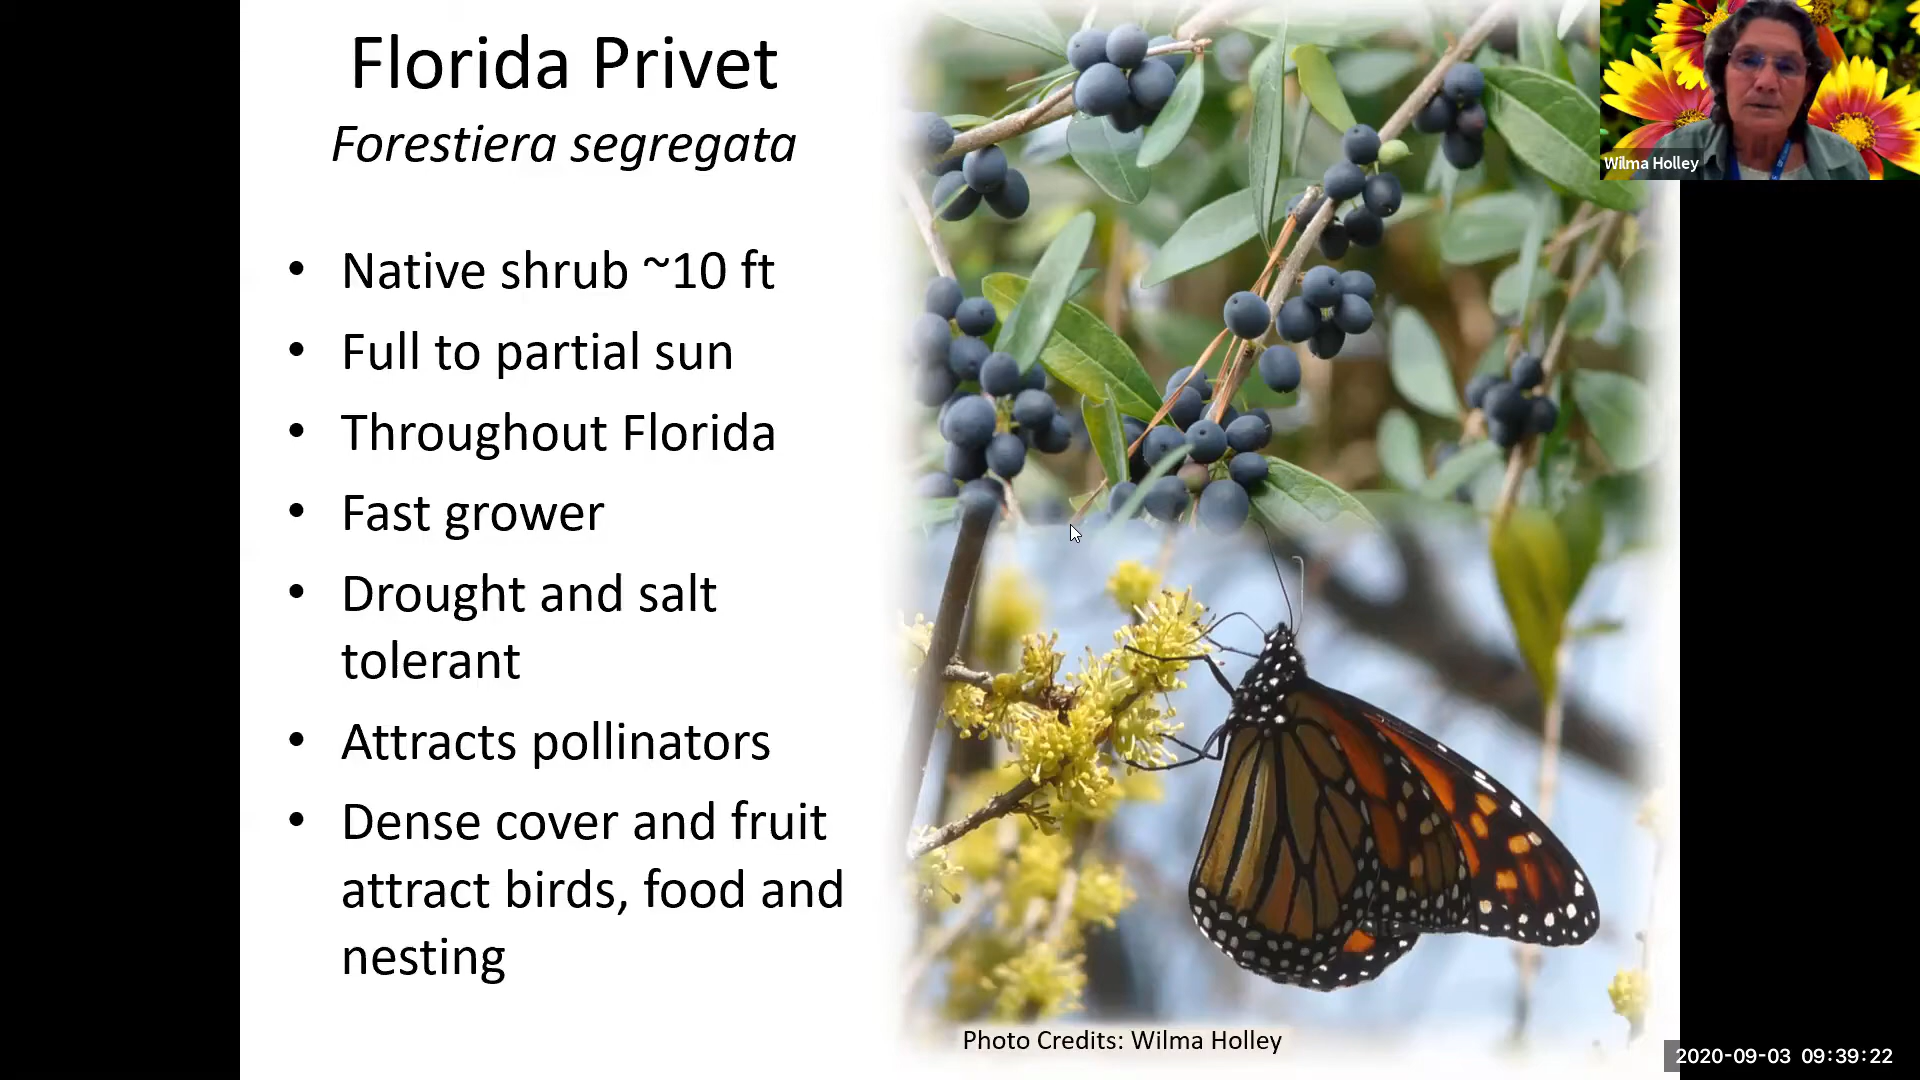 Florida Privet
Forestiera segregata
• Native shrub ~10 ft
• Full to partial sun
• Throughout Florida
• Fast grower
• Drought and salt
tolerant
• Attracts pollinators
• Dense cover and fruit
attract birds, food and
nesting
Photo Credits: Wilma Holley
Wilma Holley
2020-09-03 09:39:22